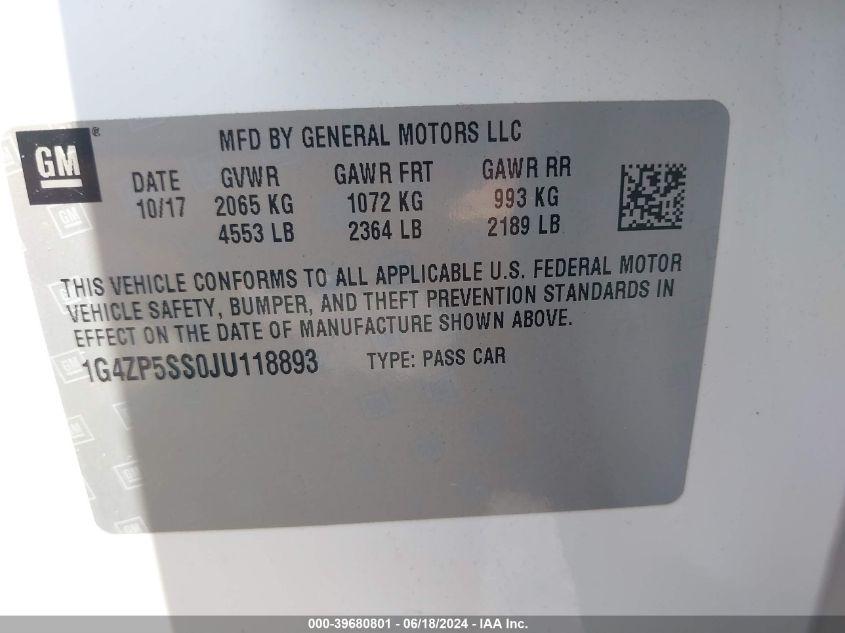 GM®
MFD BY GENERAL MOTORS LLC
DATE GVWR GAWR FRT GAWR RR
10/17 2065 KG 1072 KG 993 KG
4553 LB 2364 LB 2189 LB
THIS VEHICLE CONFORMS TO ALL APPLICABLE U.S. FEDERAL MOTOR
VEHICLE SAFETY, BUMPER, AND THEFT PREVENTION STANDARDS IN
EFFECT ON THE DATE OF MANUFACTURE SHOWN ABOVE.
1G4ZP5SS0JU118893 TYPE: PASS CAR
000-39680801 - 06/18/2024 - IAA Inc.